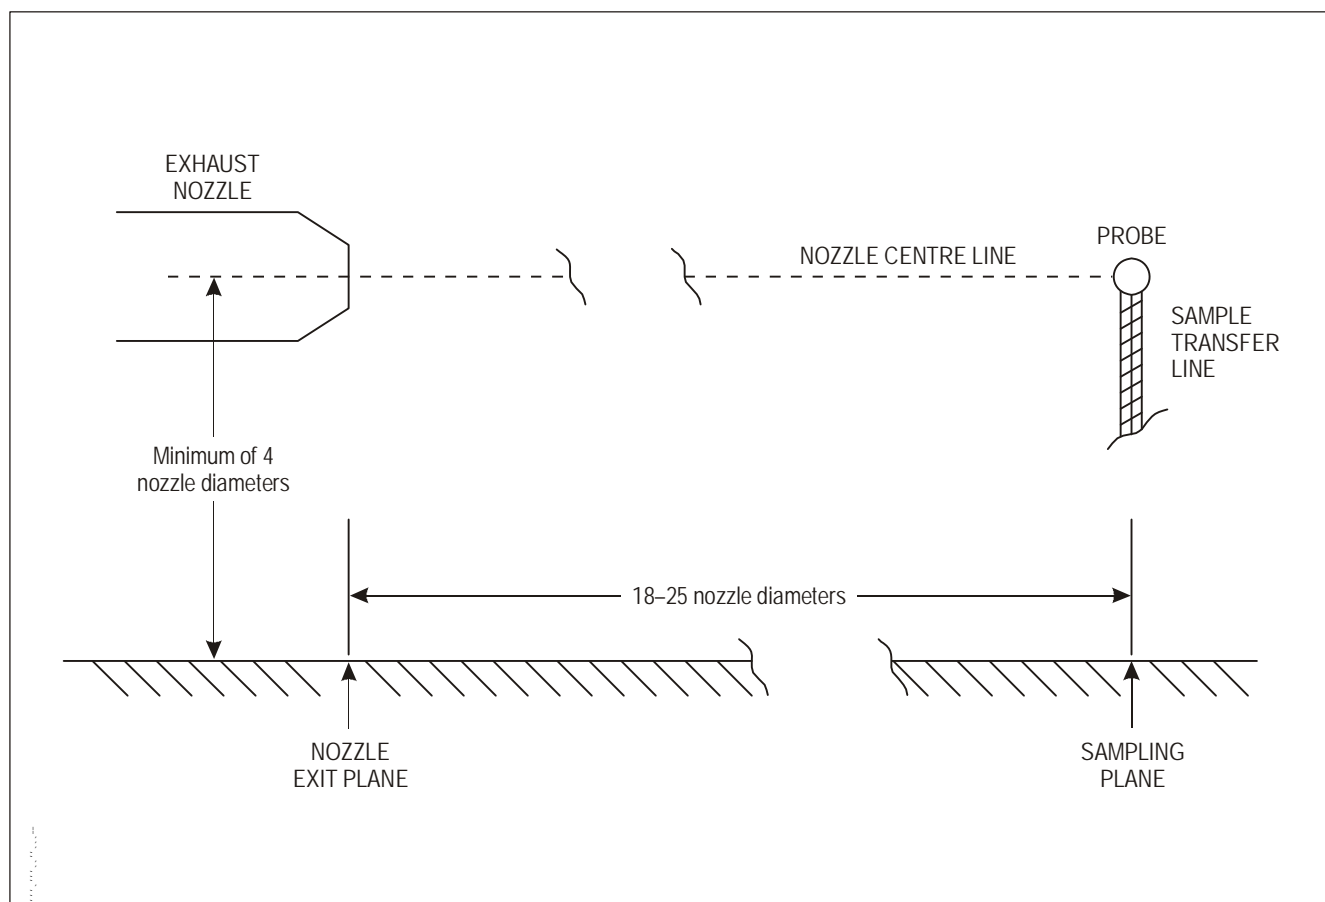 EXHAUST
NOZZLE
NOZZLE CENTRE LINE
PROBE
SAMPLE
TRANSFER
LINE
Minimum of 4
nozzle diameters
18–25 nozzle diameters
NOZZLE
EXIT PLANE
SAMPLING
PLANE